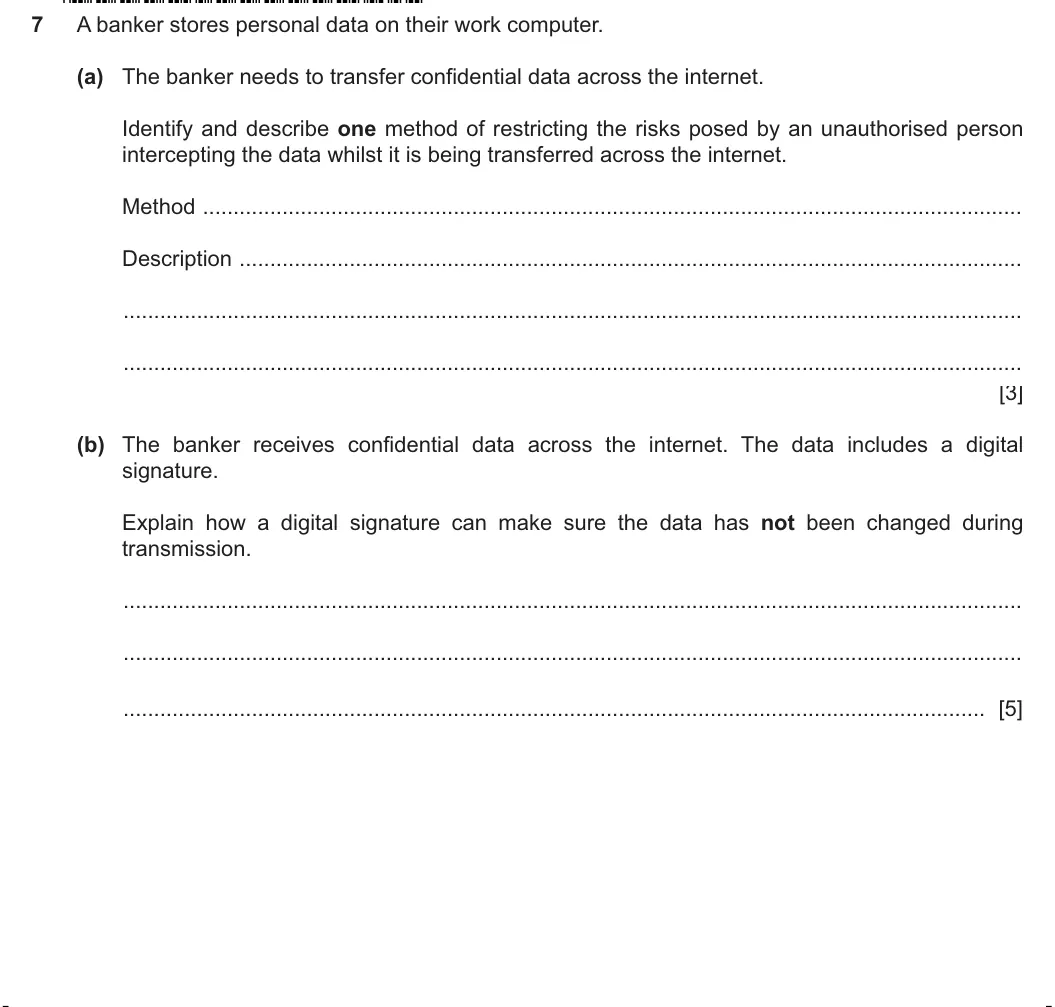 7 A banker stores personal data on their work computer.
(a) The banker needs to transfer confidential data across the internet.
Identify and describe one method of restricting the risks posed by an unauthorised person
intercepting the data whilst it is being transferred across the internet.
Method ....................................................................................................................................
Description ..............................................................................................................................
.................................................................................................................................................
.................................................................................................................................................
[3]
(b) The banker receives confidential data across the internet. The data includes a digital
signature.
Explain how a digital signature can make sure the data has not been changed during
transmission.
.................................................................................................................................................
.................................................................................................................................................
........................................................................................................................................... [5]